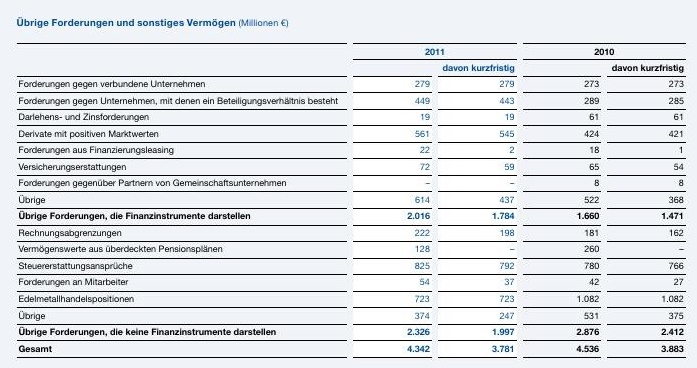 Übrige Forderungen und sonstiges Vermögen (Millionen €)
2011 2010
davon kurzfristig davon kurzfristig
Forderungen gegen verbundene Unternehmen 279 279 273 273
Forderungen gegen Unternehmen, mit denen ein Beteiligungsverhältnis besteht 449 443 289 285
Darlehens- und Zinsforderungen 19 19 61 61
Derivate mit positiven Marktwerten 561 545 424 421
Forderungen aus Finanzierungsleasing 22 2 18 1
Versicherungserstattungen 72 59 65 54
Forderungen gegenüber Partnern von Gemeinschaftsunternehmen – – 8 8
Übrige 614 437 522 368
Übrige Forderungen, die Finanzinstrumente darstellen 2.016 1.784 1.660 1.471
Rechnungsabgrenzungen 222 198 181 162
Vermögenswerte aus überdeckten Pensionsplänen 128 – 260 –
Steuererstattungsansprüche 825 792 780 766
Forderungen an Mitarbeiter 54 37 42 27
Edelmetallhandelspositionen 723 723 1.082 1.082
Übrige 374 247 531 375
Übrige Forderungen, die keine Finanzinstrumente darstellen 2.326 1.997 2.876 2.412
Gesamt 4.342 3.781 4.536 3.883